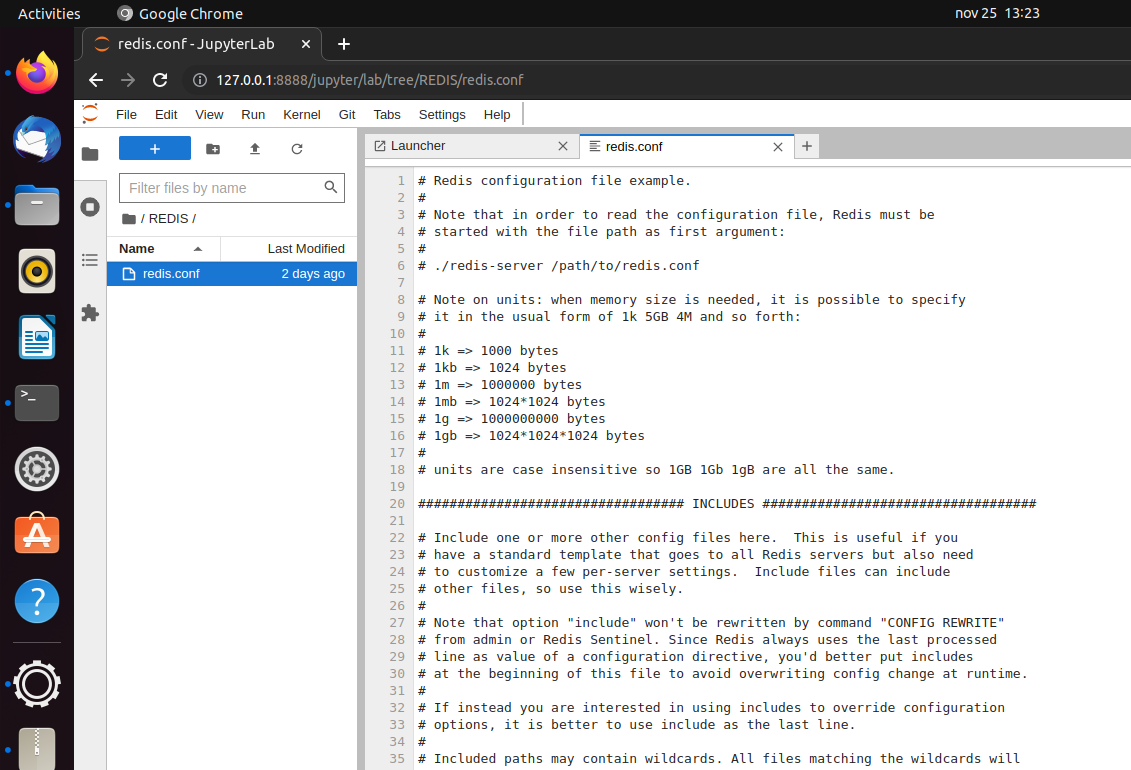 Activities
Google Chrome
nov 25 13:23
redis.conf - JupyterLab
127.0.0.1:8888/jupyter/lab/tree/REDIS/redis.conf
File Edit View Run Kernel Git Tabs Settings Help
Launcher
redis.conf
Filter files by name
/ REDIS /
Name Last Modified
redis.conf 2 days ago
1 # Redis configuration file example.
2 #
3 # Note that in order to read the configuration file, Redis must be
4 # started with the file path as first argument:
5 #
6 # ./redis-server /path/to/redis.conf
7
8 # Note on units: when memory size is needed, it is possible to specify
9 # it in the usual form of 1k 5GB 4M and so forth:
10 #
11 # 1k => 1000 bytes
12 # 1kb => 1024 bytes
13 # 1m => 1000000 bytes
14 # 1mb => 1024*1024 bytes
15 # 1g => 1000000000 bytes
16 # 1gb => 1024*1024*1024 bytes
17 #
18 # units are case insensitive so 1GB 1Gb 1gB are all the same.
19
20 ################################## INCLUDES ###################################
21
22 # Include one or more other config files here.  This is useful if you
23 # have a standard template that goes to all Redis servers but also need
24 # to customize a few per-server settings.  Include files can include
25 # other files, so use this wisely.
26 #
27 # Note that option "include" won't be rewritten by command "CONFIG REWRITE"
28 # from admin or Redis Sentinel. Since Redis always uses the last processed
29 # line as value of a configuration directive, you'd better put includes
30 # at the beginning of this file to avoid overwriting config change at runtime.
31 #
32 # If instead you are interested in using includes to override configuration
33 # options, it is better to use include as the last line.
34 #
35 # Included paths may contain wildcards. All files matching the wildcards will